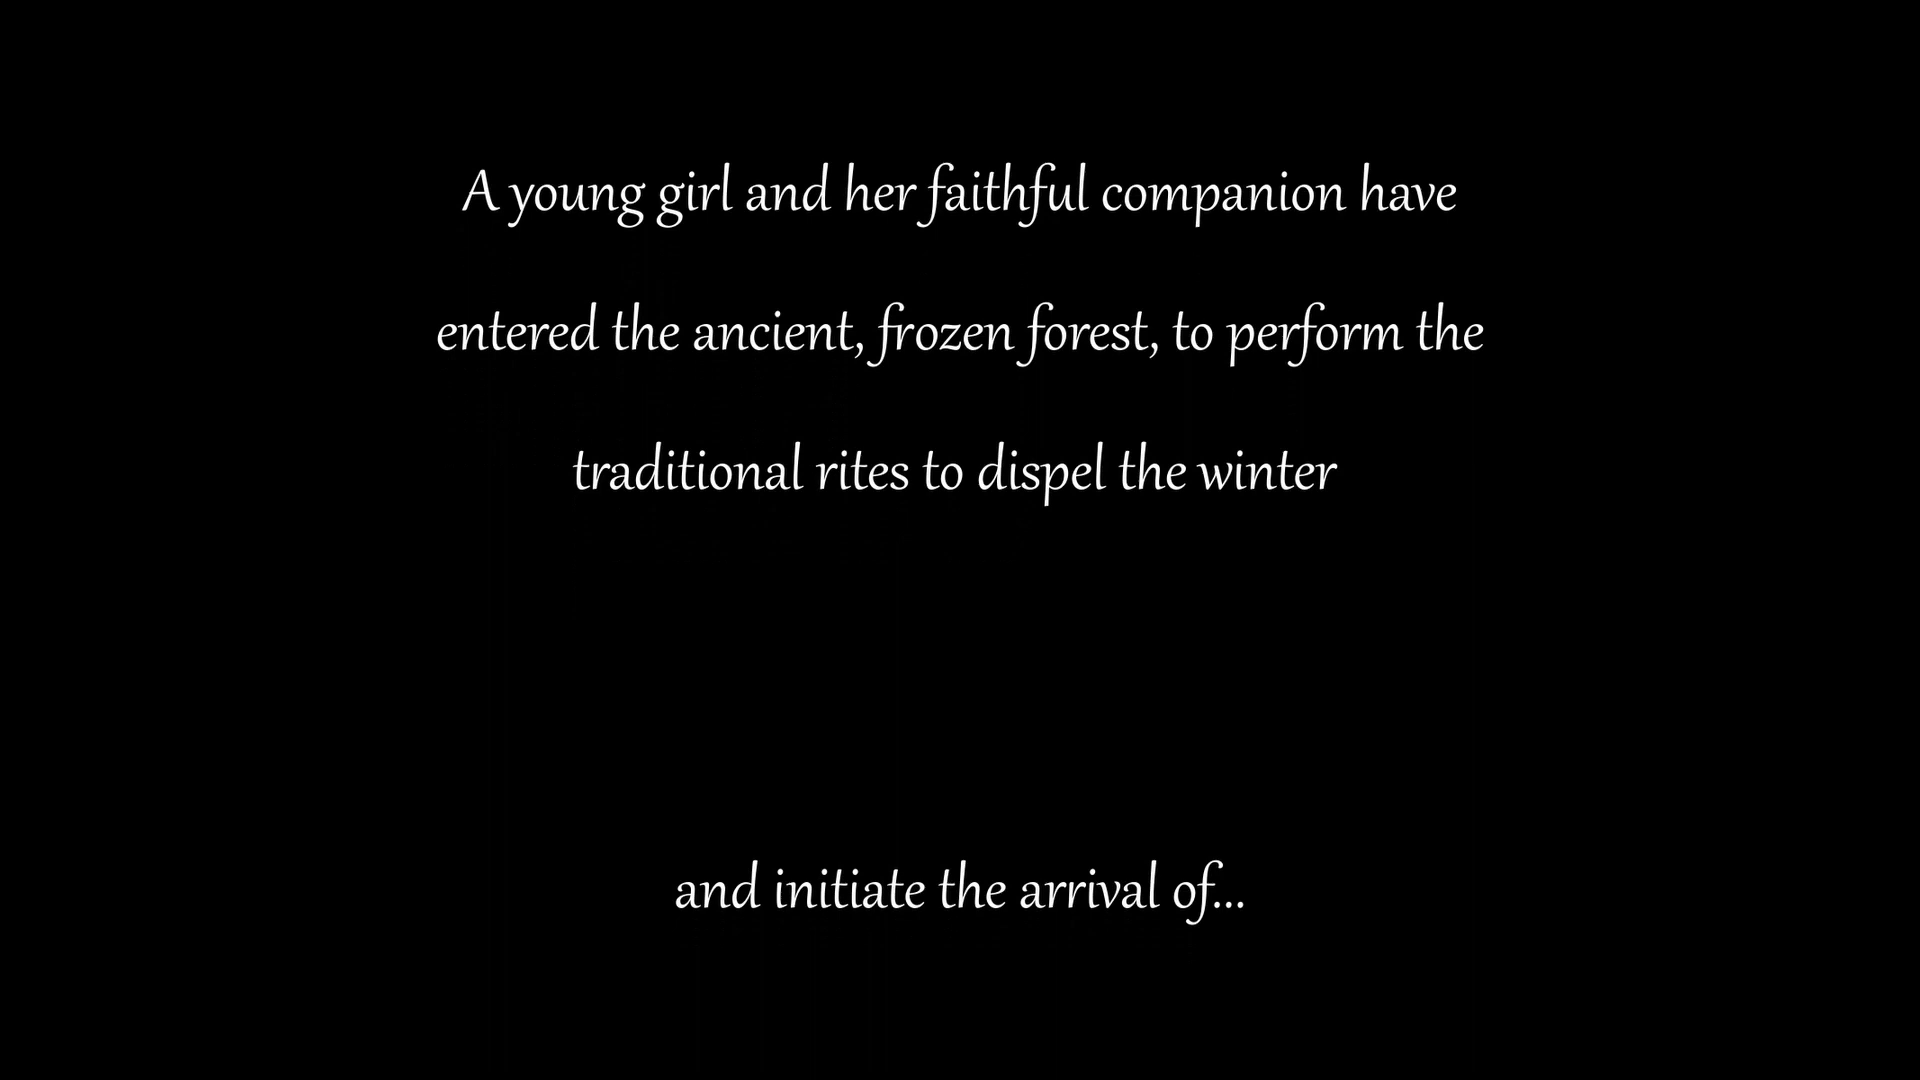 A young girl and her faithful companion have
entered the ancient, frozen forest, to perform the
traditional rites to dispel the winter
and initiate the arrival of...